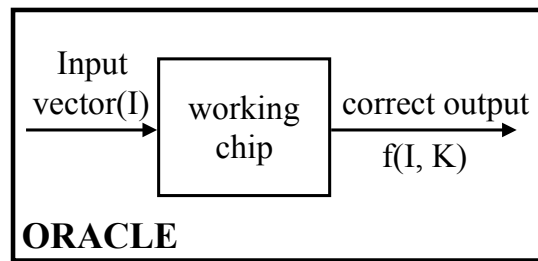 Input
vector(I)
working
chip
correct output
f(I, K)
ORACLE